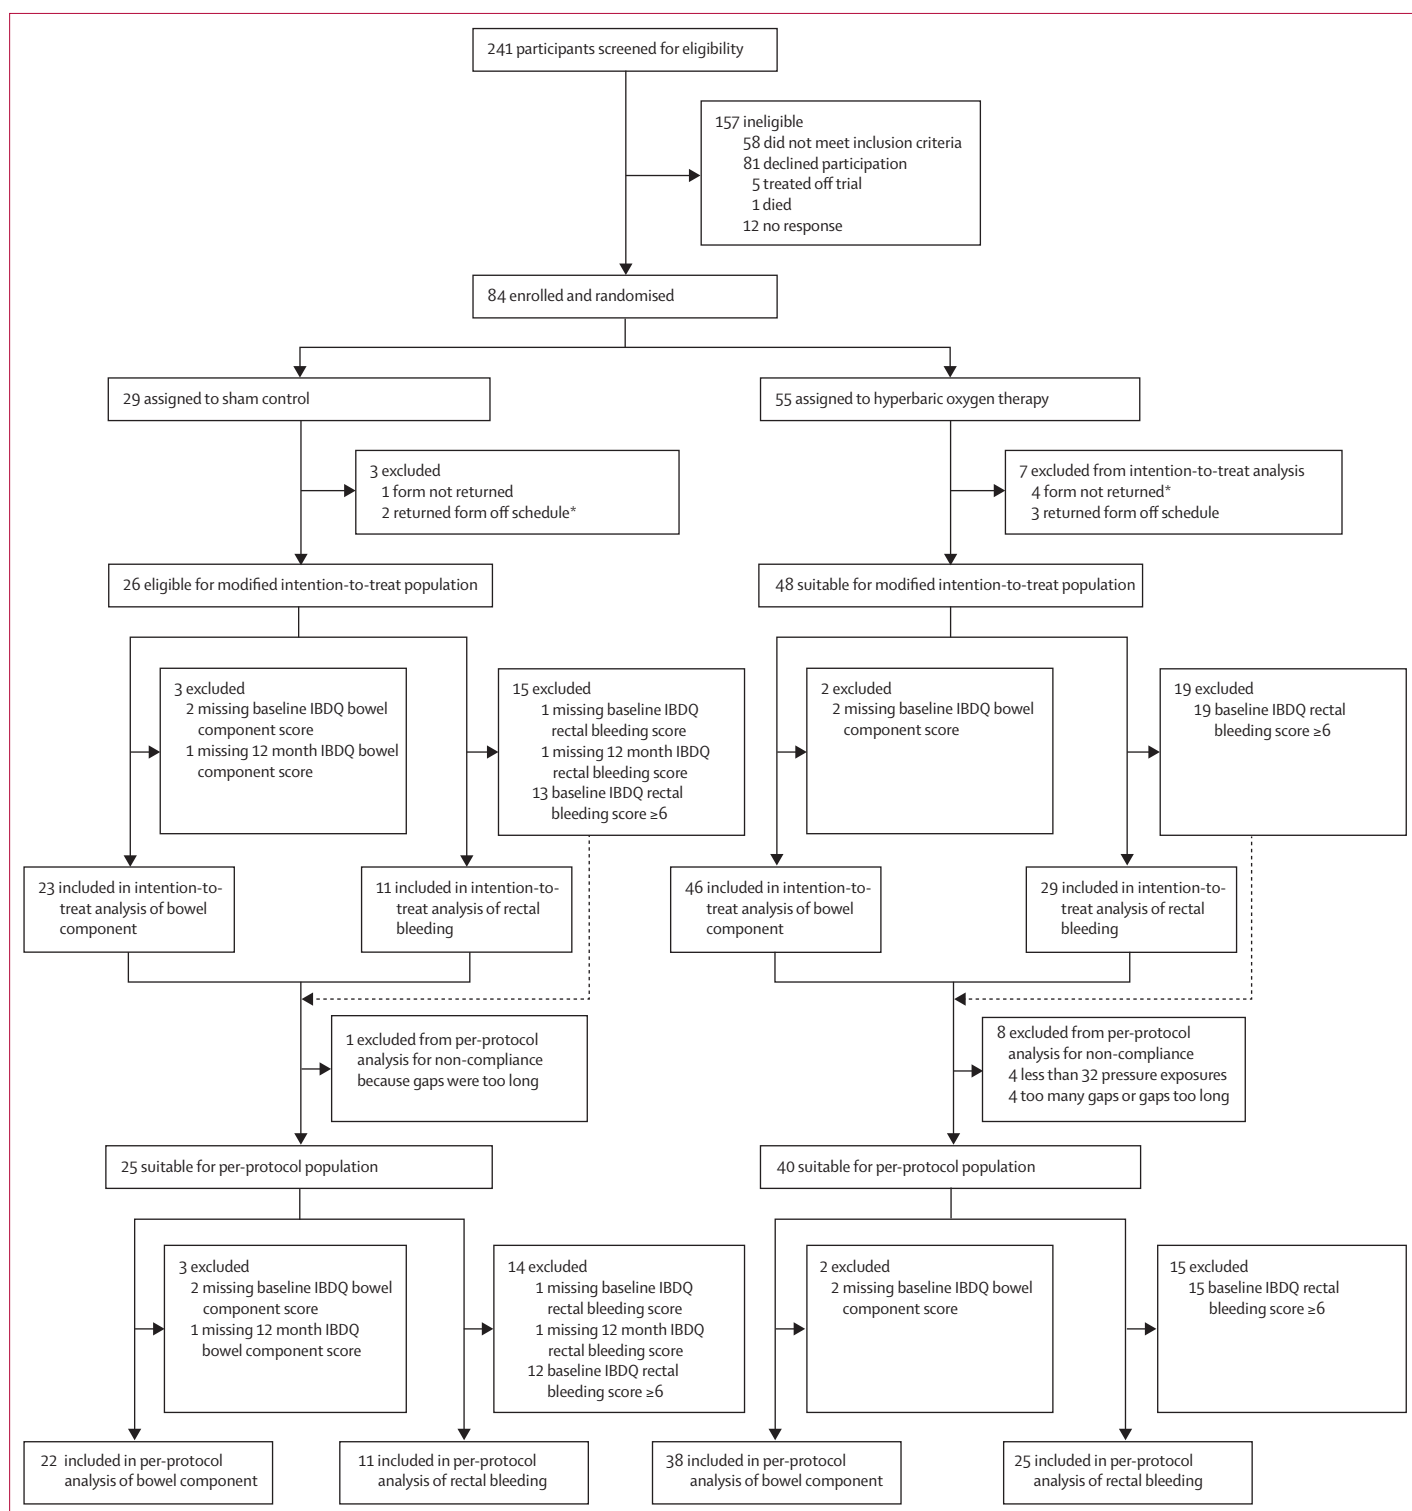 241 participants screened for eligibility
157 ineligible
58 did not meet inclusion criteria
81 declined participation
5 treated off trial
1 died
12 no response
84 enrolled and randomised
29 assigned to sham control
55 assigned to hyperbaric oxygen therapy
3 excluded
1 form not returned
2 returned form off schedule*
7 excluded from intention-to-treat analysis
4 form not returned*
3 returned form off schedule
26 eligible for modified intention-to-treat population
48 suitable for modified intention-to-treat population
3 excluded
2 missing baseline IBDQ bowel
component score
1 missing 12 month IBDQ bowel
component score
15 excluded
1 missing baseline IBDQ
rectal bleeding score
1 missing 12 month IBDQ
rectal bleeding score
13 baseline IBDQ rectal
bleeding score ≥6
2 excluded
2 missing baseline IBDQ bowel
component score
19 excluded
19 baseline IBDQ rectal
bleeding score ≥6
23 included in intention-to-
treat analysis of bowel
component
11 included in intention-to-
treat analysis of rectal
bleeding
46 included in intention-to-
treat analysis of bowel
component
29 included in intention-to-
treat analysis of rectal
bleeding
1 excluded from per-protocol
analysis for non-compliance
because gaps were too long
8 excluded from per-protocol
analysis for non-compliance
4 less than 32 pressure exposures
4 too many gaps or gaps too long
25 suitable for per-protocol population
40 suitable for per-protocol population
3 excluded
2 missing baseline IBDQ bowel
component score
1 missing 12 month IBDQ
bowel component score
14 excluded
1 missing baseline IBDQ
rectal bleeding score
1 missing 12 month IBDQ
rectal bleeding score
12 baseline IBDQ rectal
bleeding score ≥6
2 excluded
2 missing baseline IBDQ bowel
component score
15 excluded
15 baseline IBDQ rectal
bleeding score ≥6
22 included in per-protocol
analysis of bowel component
11 included in per-protocol
analysis of rectal bleeding
38 included in per-protocol
analysis of bowel component
25 included in per-protocol
analysis of rectal bleeding